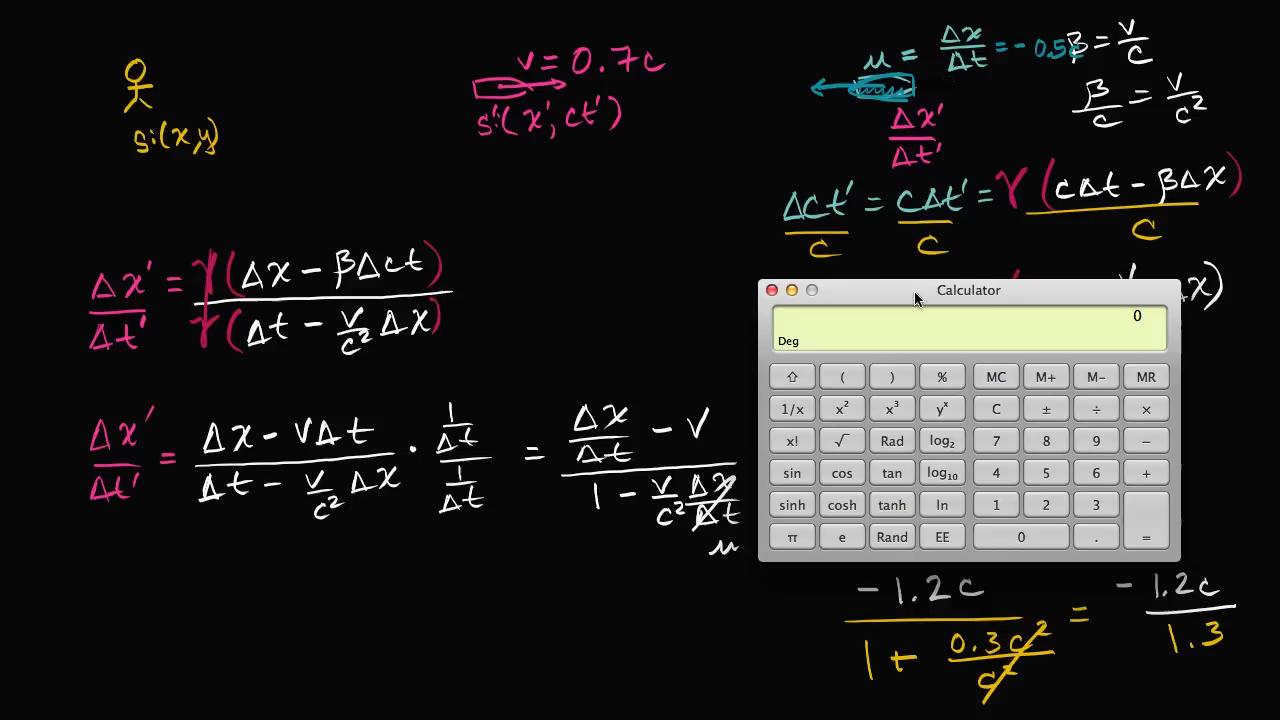 v = 0.7c
s': (x', ct')
s: (x, y)
u = Δx/Δt = -0.5c
Δx'/Δt'
β = v/c
β/c = v/c²
Δct'/c = cΔt'/c = γ(cΔt - βΔx)/c
Δx)
Δx'/Δt' = γ(Δx - βΔct)/γ(Δt - v/c² Δx)
Δx'/Δt' = (Δx - vΔt)/(Δt - v/c² Δx) · (1/Δt)/(1/Δt) = (Δx/Δt - v)/(1 - v/c² Δx/Δt)
u
Calculator
0
Deg
⇧ ( ) % MC M+ M- MR
1/x x² x³ yˣ C ± ÷ ×
x! √ Rad log₂ 7 8 9 −
sin cos tan log₁₀ 4 5 6 +
sinh cosh tanh ln 1 2 3 =
π e Rand EE 0 .
-1.2c/(1 + 0.3c²/c²) = -1.2c/1.3